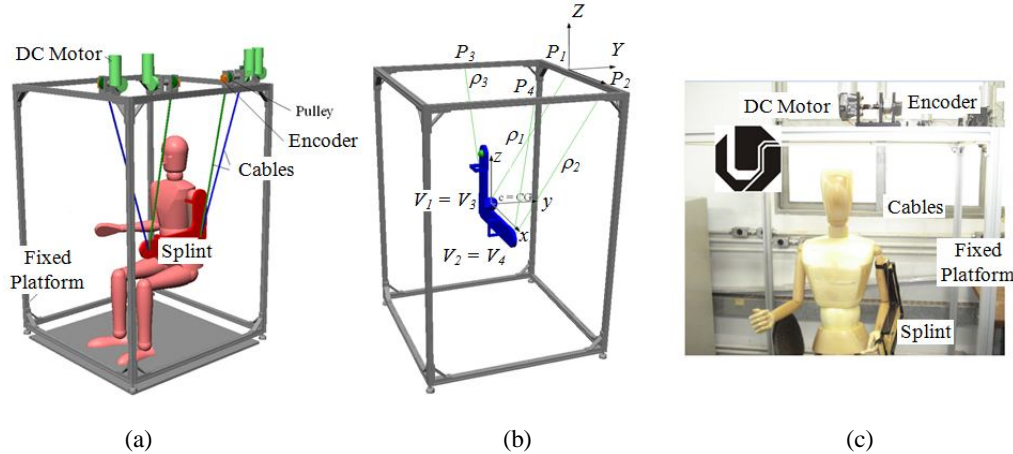 DC Motor
Pulley
Encoder
Cables
Splint
Fixed
Platform
(a)
Z
Y
P3
P1
P2
P4
ρ3
ρ1
ρ2
z
c = CG
V1 = V3
y
x
V2 = V4
(b)
DC Motor
Encoder
Cables
Fixed
Platform
Splint
(c)